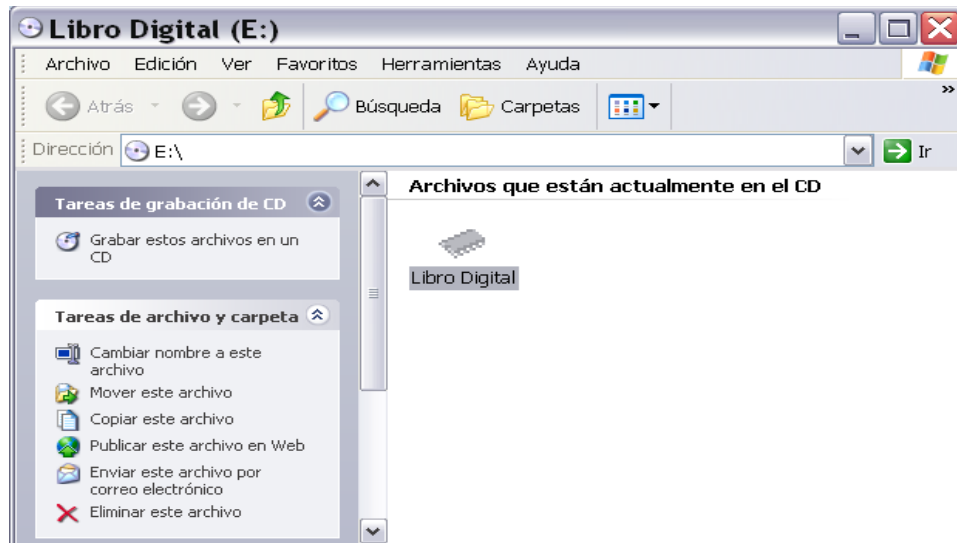 Libro Digital (E:)
Archivo Edición Ver Favoritos Herramientas Ayuda
Atrás Búsqueda Carpetas »
Dirección E:\ Ir
Tareas de grabación de CD
Grabar estos archivos en un
CD
Tareas de archivo y carpeta
Cambiar nombre a este
archivo
Mover este archivo
Copiar este archivo
Publicar este archivo en Web
Enviar este archivo por
correo electrónico
Eliminar este archivo
Archivos que están actualmente en el CD
Libro Digital